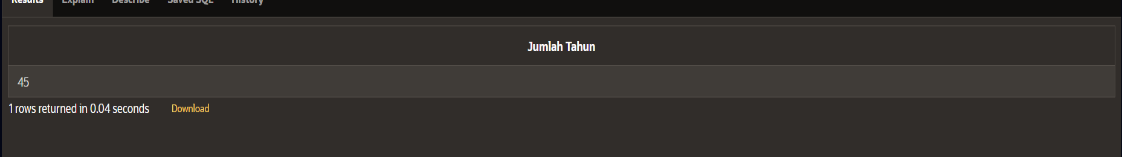 Results Explain Describe Saved SQL History
Jumlah Tahun
45
1 rows returned in 0.04 seconds Download